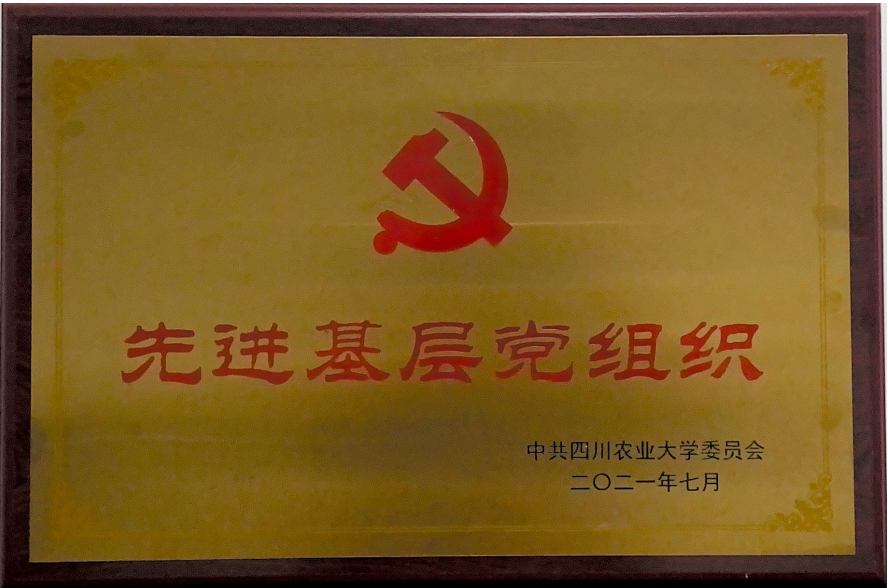 先进基层党组织
中共四川农业大学委员会
二〇二一年七月